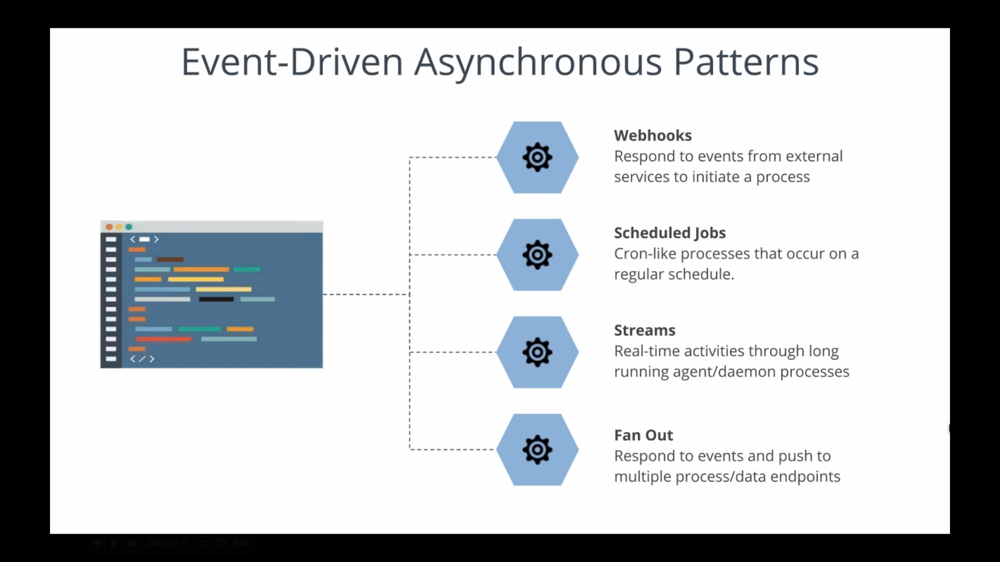 Event-Driven Asynchronous Patterns
Webhooks
Respond to events from external
services to initiate a process
Scheduled Jobs
Cron-like processes that occur on a
regular schedule.
Streams
Real-time activities through long
running agent/daemon processes
Fan Out
Respond to events and push to
multiple process/data endpoints
Slide 24
Exit